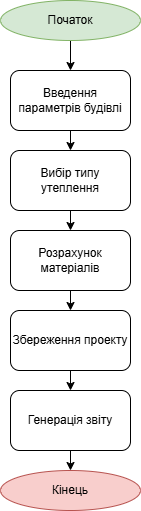 Початок
Введення
параметрів будівлі
Вибір типу
утеплення
Розрахунок
матеріалів
Збереження проекту
Генерація звіту
Кінець